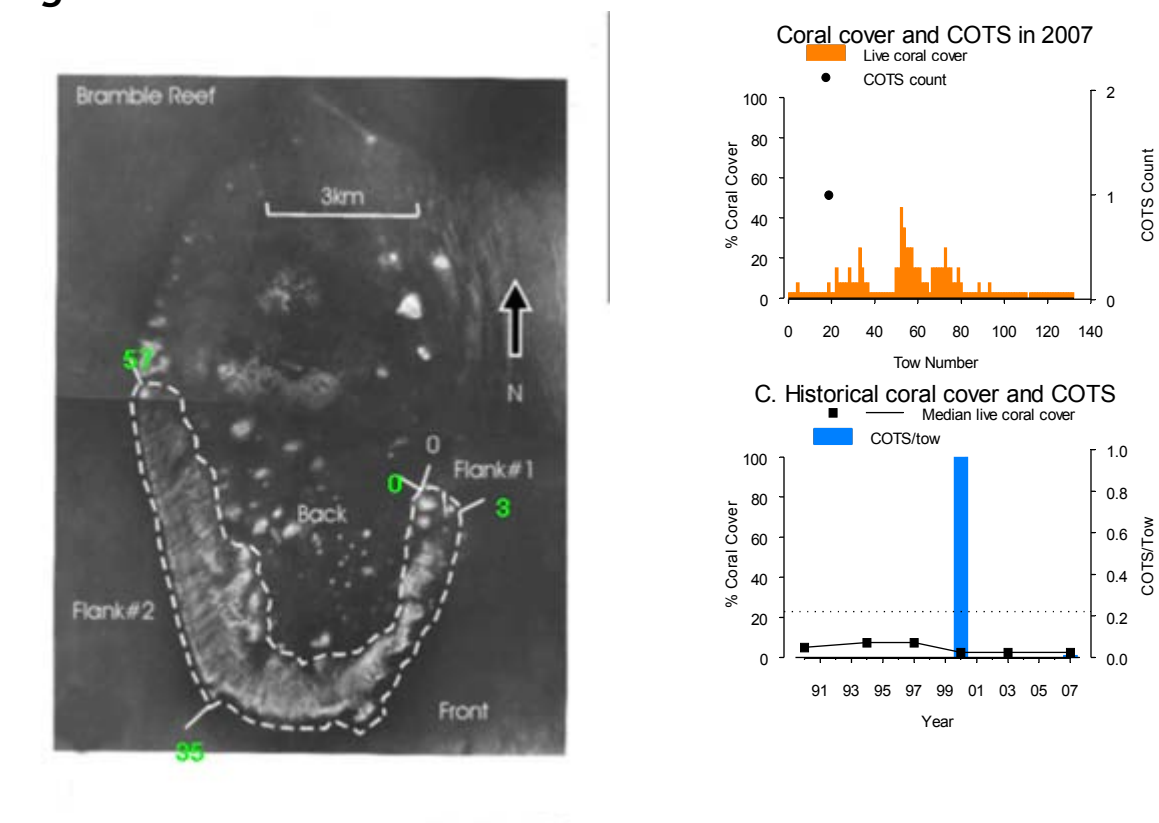 Bramble Reef
3km
N
57
0
0
Flank#1
3
Back
Flank#2
Front
35
Coral cover and COTS in 2007
Live coral cover
COTS count
100
80
60
40
20
0
% Coral Cover
2
1
0
COTS Count
0 20 40 60 80 100 120 140
Tow Number
C. Historical coral cover and COTS
Median live coral cover
COTS/tow
100
80
60
40
20
0
% Coral Cover
1.0
0.8
0.6
0.4
0.2
0.0
COTS/Tow
91 93 95 97 99 01 03 05 07
Year